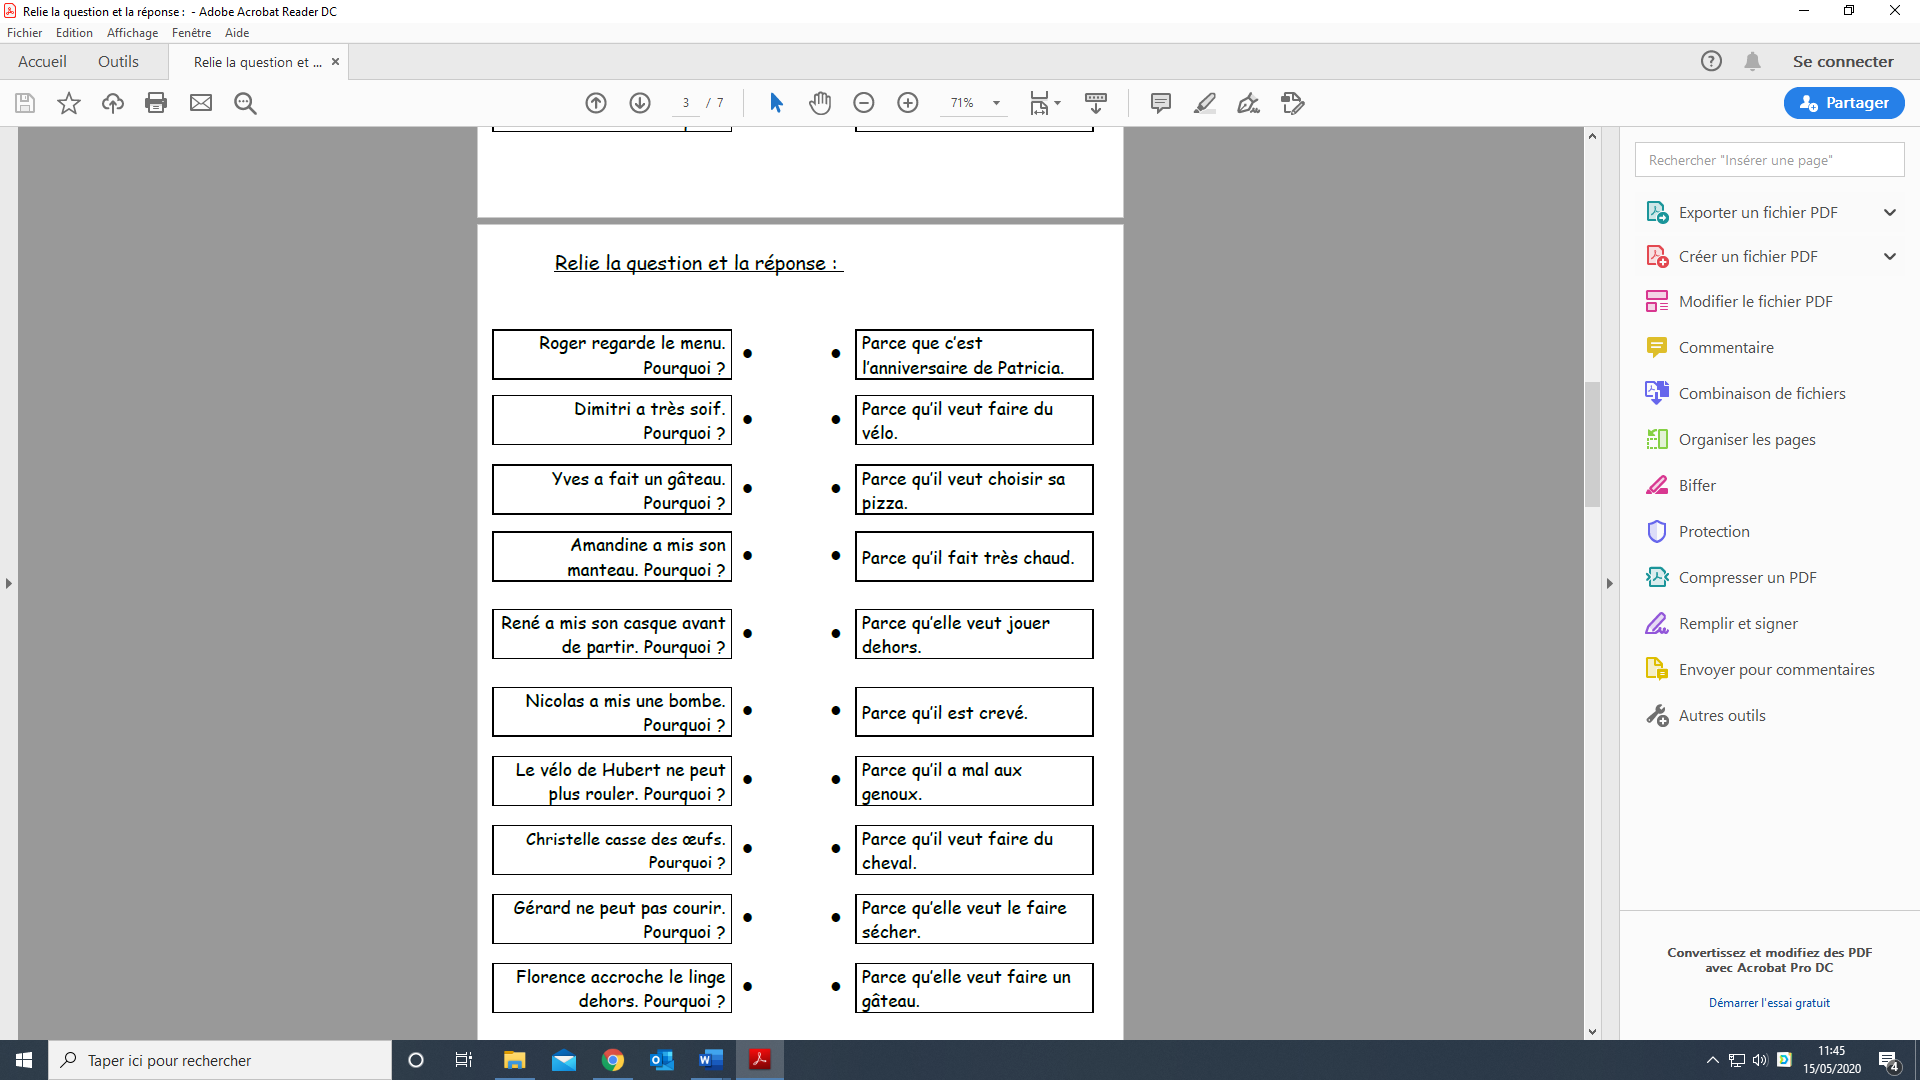 Relie la question et la réponse :  - Adobe Acrobat Reader DC
Fichier Edition Affichage Fenêtre Aide
Accueil Outils Relie la question et ... × Se connecter
3 / 7 71% Partager
Rechercher "Insérer une page"
Exporter un fichier PDF
Créer un fichier PDF
Modifier le fichier PDF
Commentaire
Combinaison de fichiers
Organiser les pages
Biffer
Protection
Compresser un PDF
Remplir et signer
Envoyer pour commentaires
Autres outils
Convertissez et modifiez des PDF
avec Acrobat Pro DC
Démarrer l'essai gratuit
Relie la question et la réponse :
Roger regarde le menu.
Pourquoi ?
Parce que c'est
l'anniversaire de Patricia.
Dimitri a très soif.
Pourquoi ?
Parce qu'il veut faire du
vélo.
Yves a fait un gâteau.
Pourquoi ?
Parce qu'il veut choisir sa
pizza.
Amandine a mis son
manteau. Pourquoi ?
Parce qu'il fait très chaud.
René a mis son casque avant
de partir. Pourquoi ?
Parce qu'elle veut jouer
dehors.
Nicolas a mis une bombe.
Pourquoi ?
Parce qu'il est crevé.
Le vélo de Hubert ne peut
plus rouler. Pourquoi ?
Parce qu'il a mal aux
genoux.
Christelle casse des œufs.
Pourquoi ?
Parce qu'il veut faire du
cheval.
Gérard ne peut pas courir.
Pourquoi ?
Parce qu'elle veut le faire
sécher.
Florence accroche le linge
dehors. Pourquoi ?
Parce qu'elle veut faire un
gâteau.
Taper ici pour rechercher
11:45
15/05/2020
4